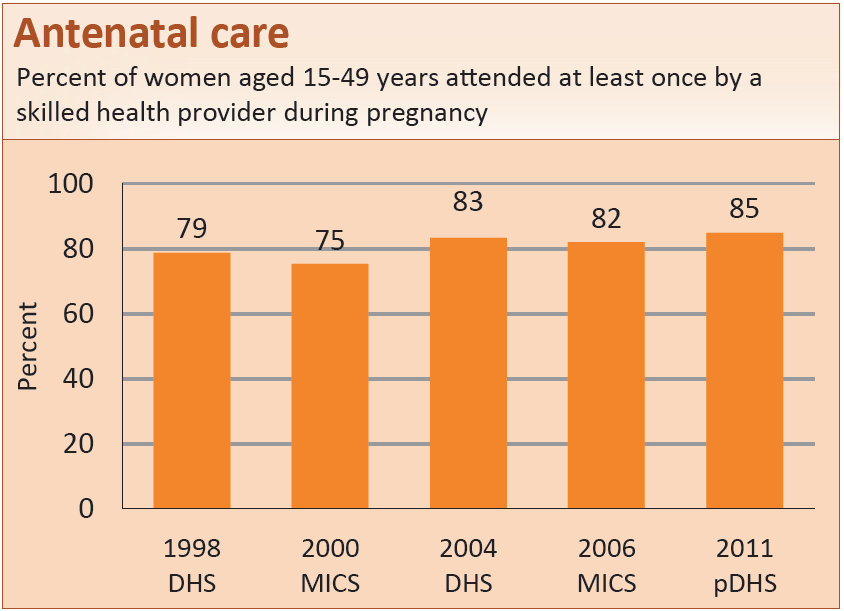 Antenatal care
Percent of women aged 15-49 years attended at least once by a
skilled health provider during pregnancy
Percent
100
80
60
40
20
0
79
75
83
82
85
1998
DHS
2000
MICS
2004
DHS
2006
MICS
2011
pDHS